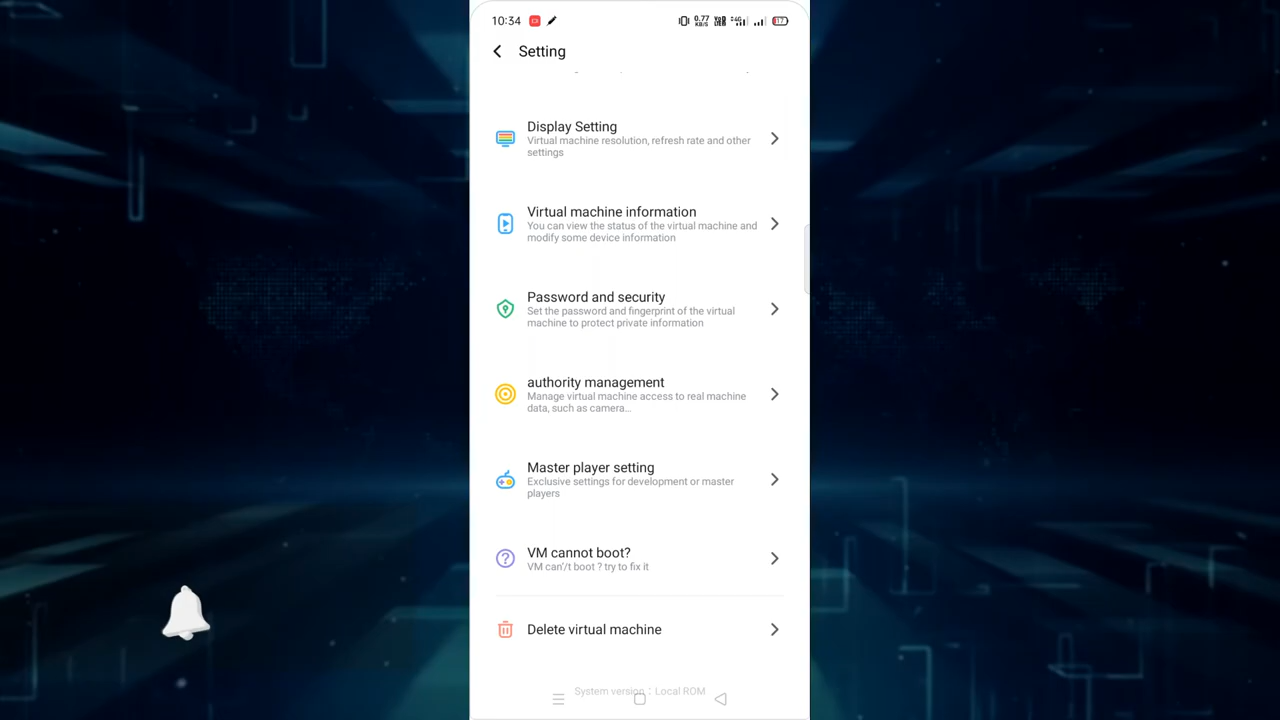 10:34
0.77
KB/S
17
Setting
Display Setting
Virtual machine resolution, refresh rate and other
settings
Virtual machine information
You can view the status of the virtual machine and
modify some device information
Password and security
Set the password and fingerprint of the virtual
machine to protect private information
authority management
Manage virtual machine access to real machine
data, such as camera...
Master player setting
Exclusive settings for development or master
players
VM cannot boot?
VM can'/t boot ? try to fix it
Delete virtual machine
System version：Local ROM